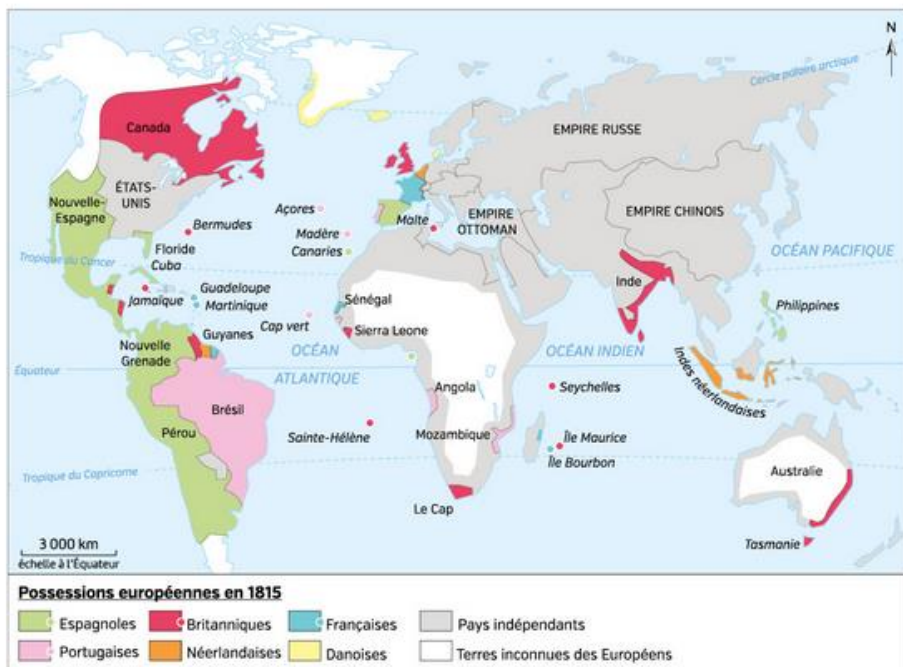 N
Cercle polaire arctique
Canada
EMPIRE RUSSE
ÉTATS-
UNIS
Nouvelle-
Espagne
Bermudes
Açores
Malte
EMPIRE
OTTOMAN
EMPIRE CHINOIS
Madère
Canaries
OCÉAN PACIFIQUE
Floride
Cuba
Tropique du Cancer
Inde
Guadeloupe
Martinique
Jamaïque
Sénégal
Philippines
Cap vert
Sierra Leone
Guyanes
Nouvelle
Grenade
OCÉAN
ATLANTIQUE
OCÉAN INDIEN
Équateur
Indes néerlandaises
Angola
Seychelles
Brésil
Pérou
Sainte-Hélène
Mozambique
Île Maurice
Île Bourbon
Tropique du Capricorne
Australie
Le Cap
Tasmanie
3 000 km
échelle à l'Équateur
Possessions européennes en 1815
Espagnoles
Britanniques
Françaises
Pays indépendants
Portugaises
Néerlandaises
Danoises
Terres inconnues des Européens